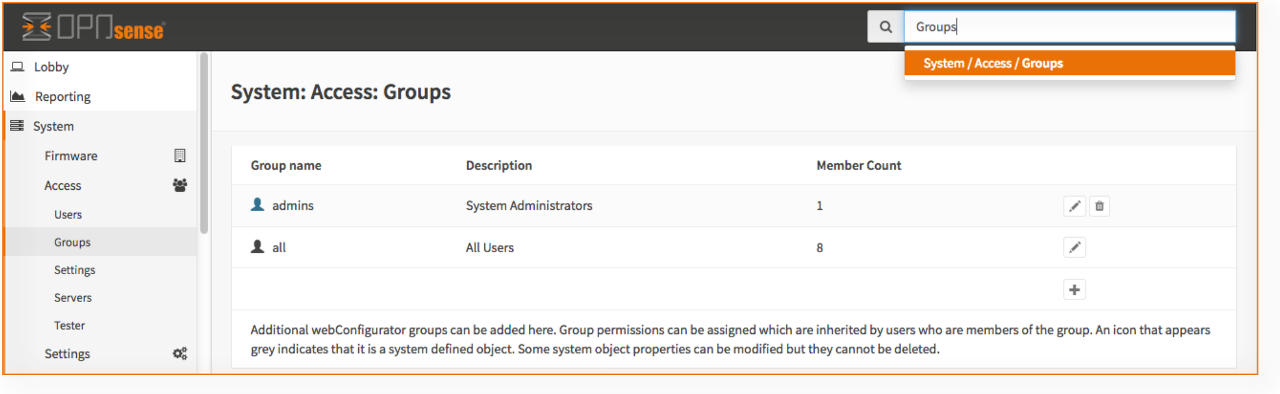 OPNsense
Groups
System / Access / Groups
Lobby
Reporting
System
Firmware
Access
Users
Groups
Settings
Servers
Tester
Settings
System: Access: Groups
Group name Description Member Count
admins System Administrators 1
all All Users 8
Additional webConfigurator groups can be added here. Group permissions can be assigned which are inherited by users who are members of the group. An icon that appears
grey indicates that it is a system defined object. Some system object properties can be modified but they cannot be deleted.